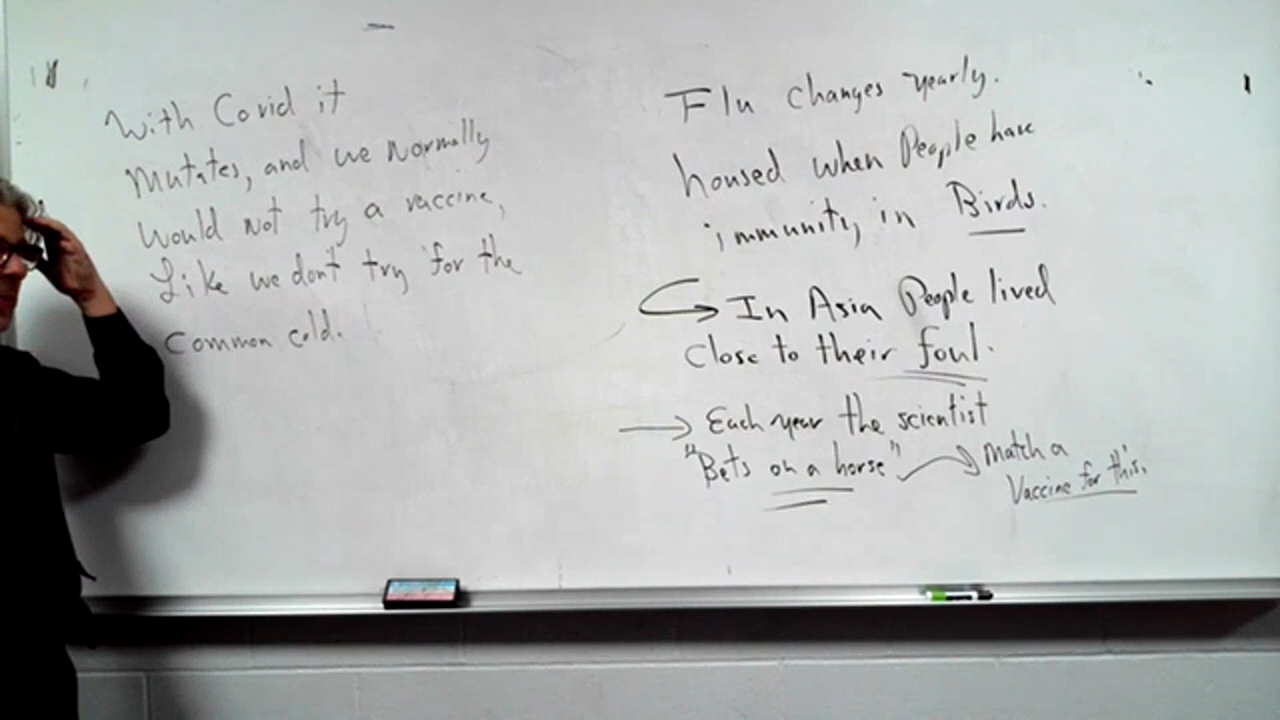 With Covid it
Mutates, and we normally
Would not try a vaccine,
Like we don't try for the
Common cold.
Flu changes yearly.
housed when People have
immunity in Birds.
In Asia People lived
Close to their foul.
Each year the scientist
"Bets on a horse"
Match a
Vaccine for this.